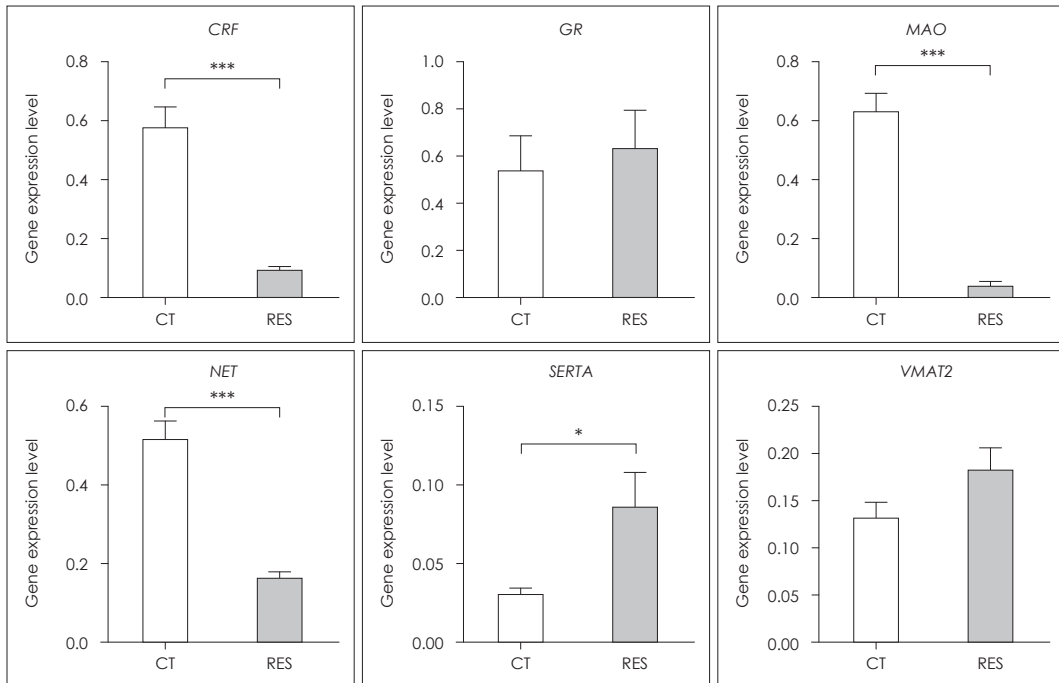 CRF
***
Gene expression level
0.8
0.6
0.4
0.2
0.0
CT
RES
GR
Gene expression level
1.0
0.8
0.6
0.4
0.2
0.0
CT
RES
MAO
***
Gene expression level
0.8
0.6
0.4
0.2
0.0
CT
RES
NET
***
Gene expression level
0.6
0.4
0.2
0.0
CT
RES
SERTA
*
Gene expression level
0.15
0.10
0.05
0.00
CT
RES
VMAT2
Gene expression level
0.25
0.20
0.15
0.10
0.05
0.00
CT
RES